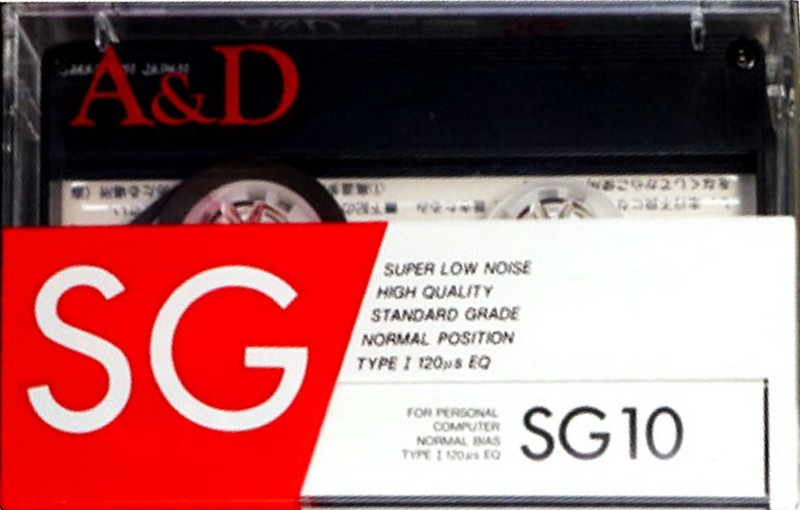 A&D
SG
SUPER LOW NOISE
HIGH QUALITY
STANDARD GRADE
NORMAL POSITION
TYPE I 120μs EQ
FOR PERSONAL
COMPUTER
NORMAL BIAS
TYPE I 120μs EQ
SG10